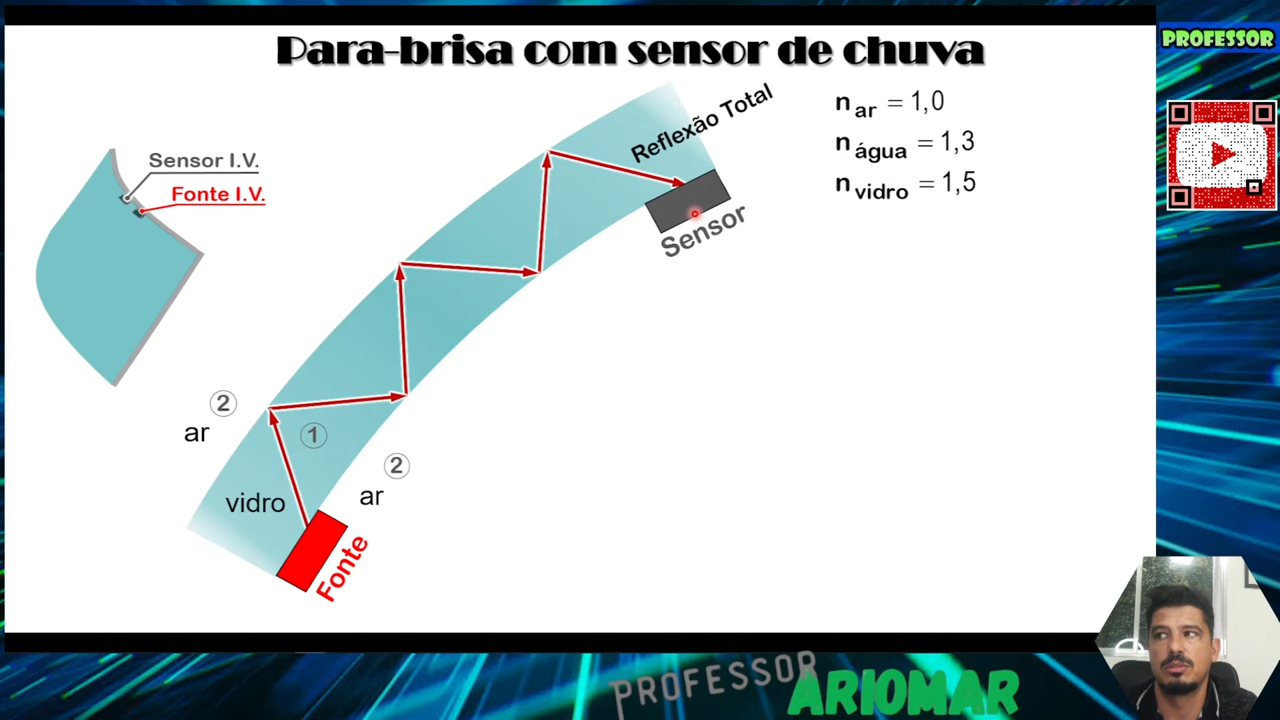 Para-brisa com sensor de chuva
PROFESSOR
Sensor I.V.
Fonte I.V.
Reflexão Total
Sensor
n ar = 1,0
n água = 1,3
n vidro = 1,5
2
ar
1
2
ar
vidro
Fonte
PROFESSOR
ARIOMAR